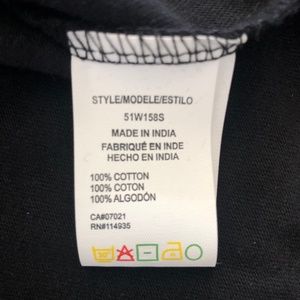 STYLE/MODELE/ESTILO
51W158S
MADE IN INDIA
FABRIQUÉ EN INDE
HECHO EN INDIA
100% COTTON
100% COTON
100% ALGODÓN
CA#07021
RN#114935
30°